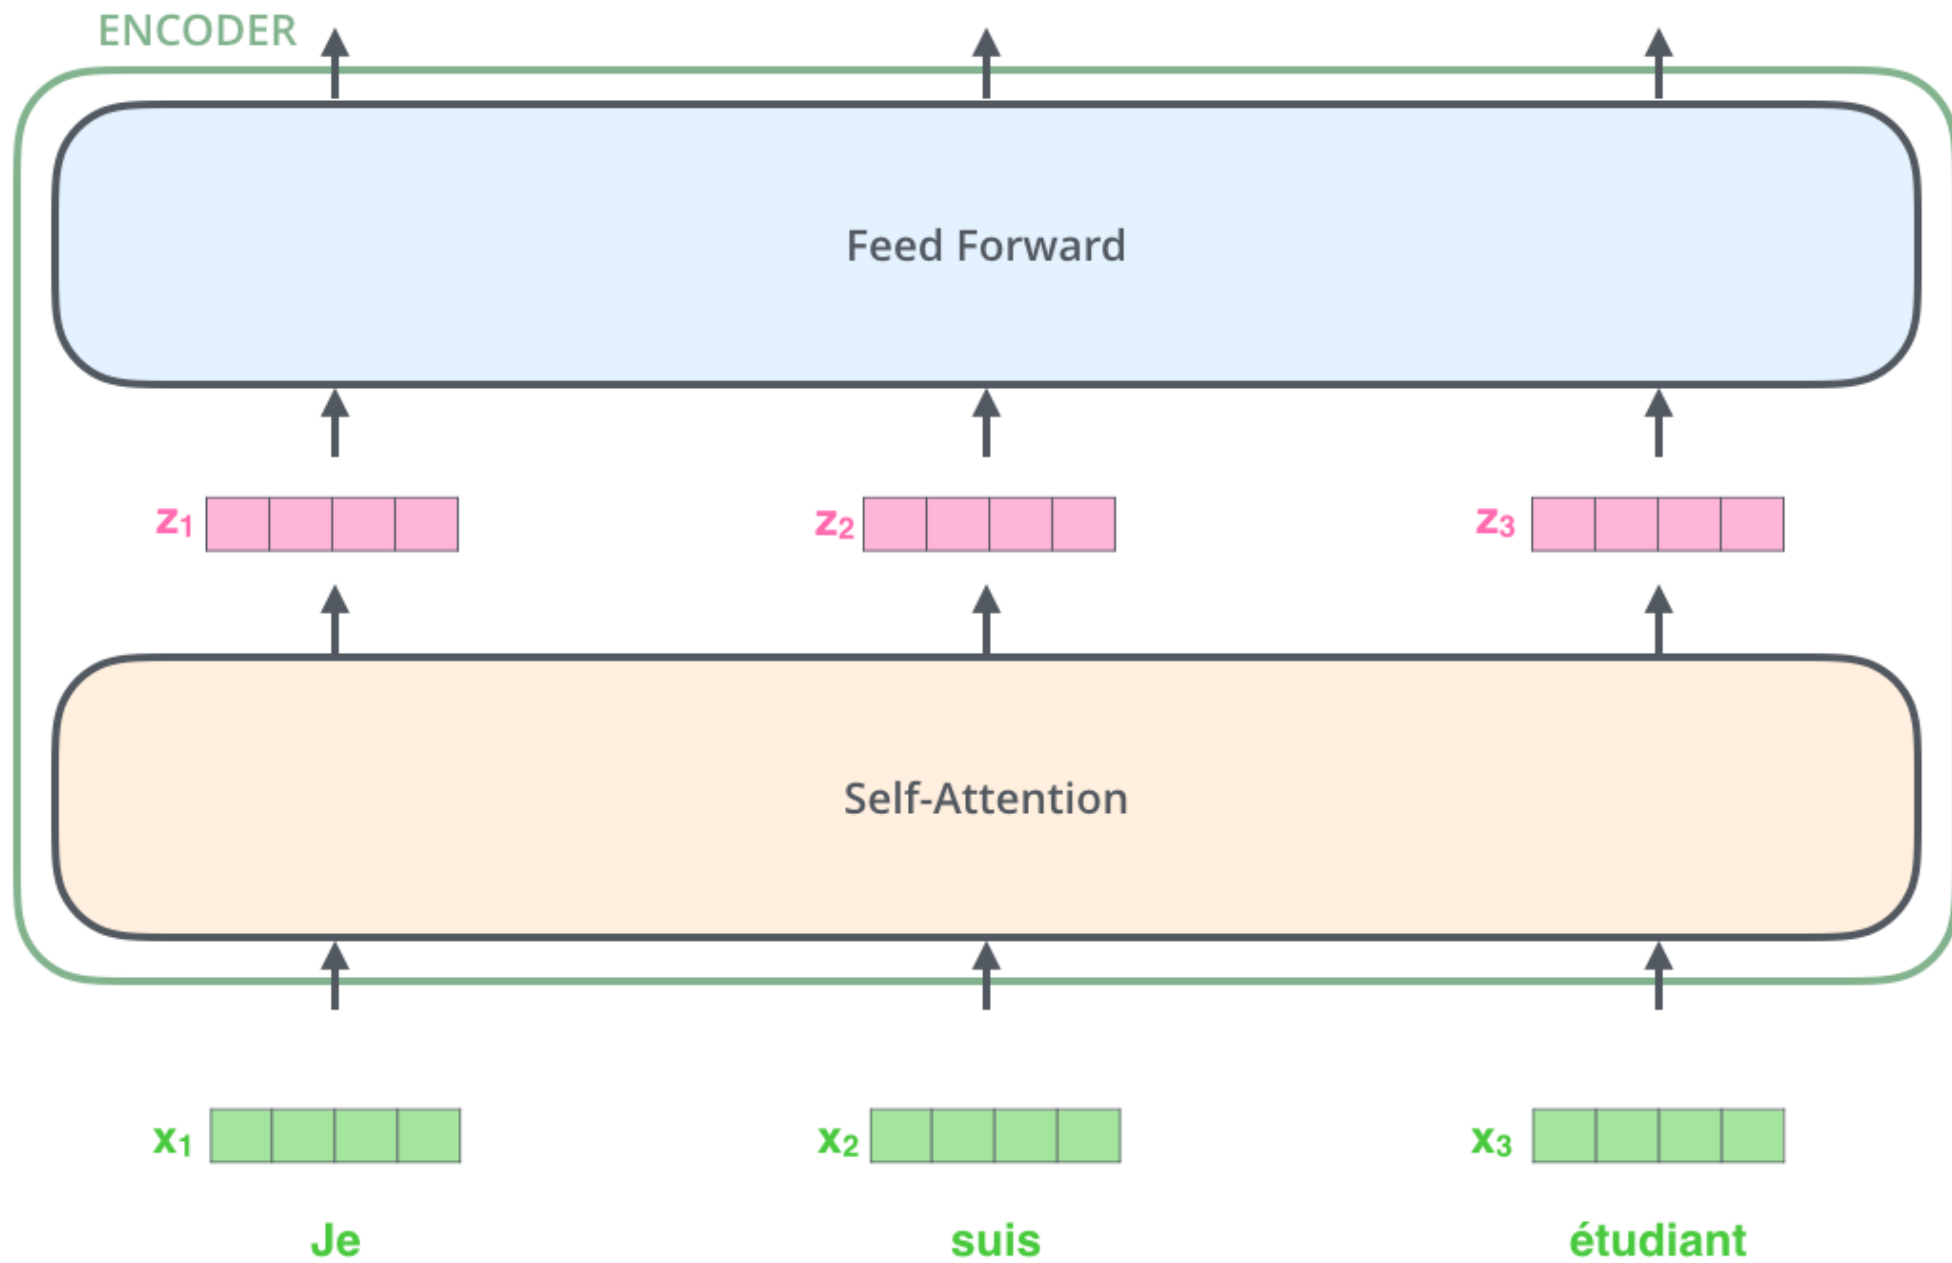 ENCODER
Feed Forward
z1 z2 z3
Self-Attention
x1 x2 x3
Je suis étudiant